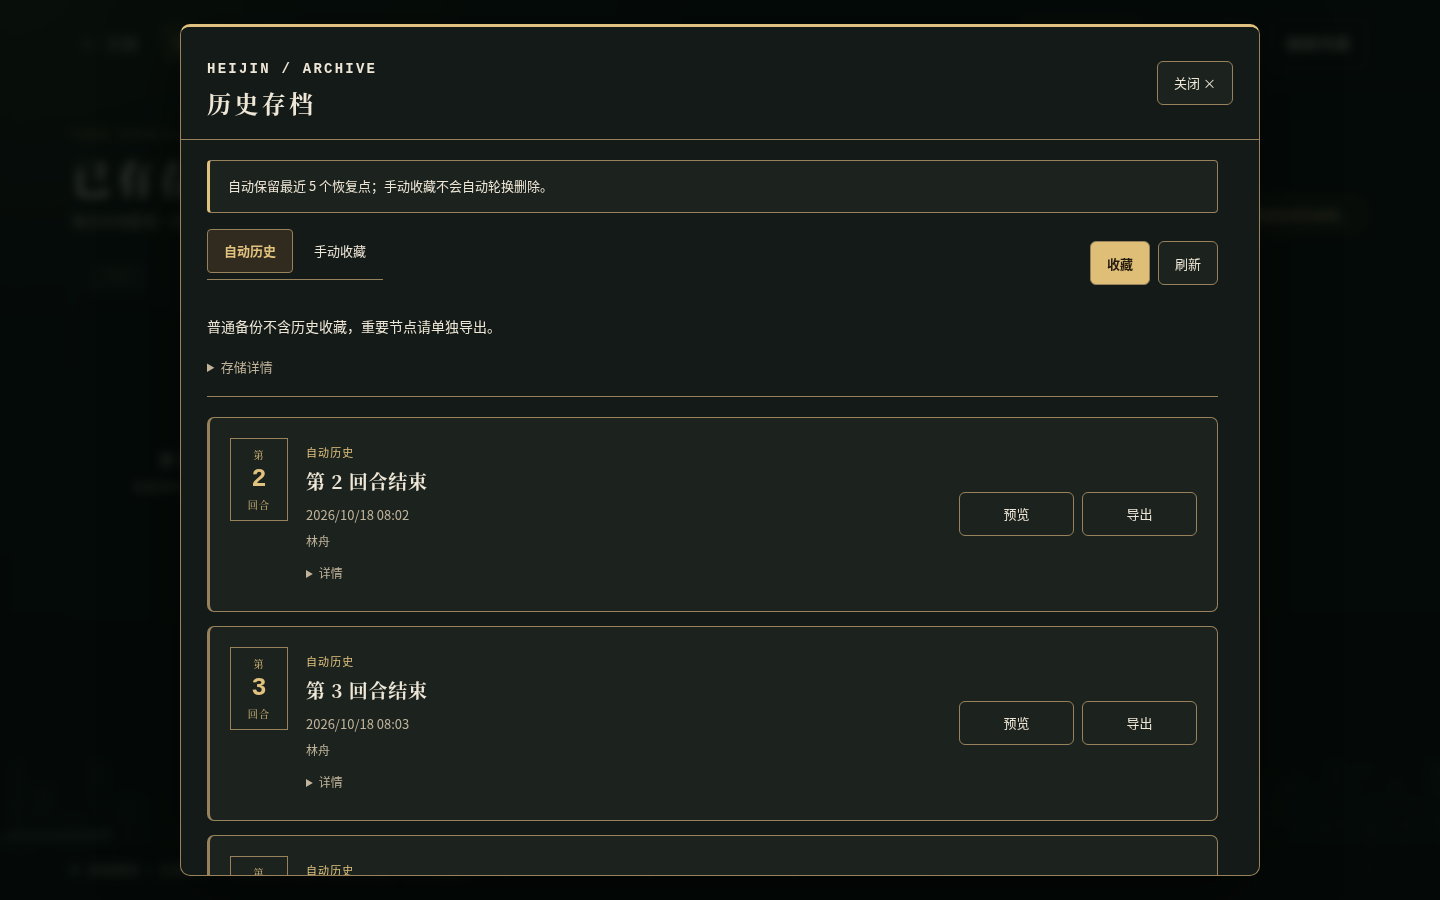 HEIJIN / ARCHIVE
历史存档
关闭 ×
自动保留最近 5 个恢复点；手动收藏不会自动轮换删除。
自动历史
手动收藏
收藏
刷新
普通备份不含历史收藏，重要节点请单独导出。
▶ 存储详情
第
2
回合
自动历史
第 2 回合结束
2026/10/18 08:02
林舟
▶ 详情
预览
导出
第
3
回合
自动历史
第 3 回合结束
2026/10/18 08:03
林舟
▶ 详情
预览
导出
第
自动历史